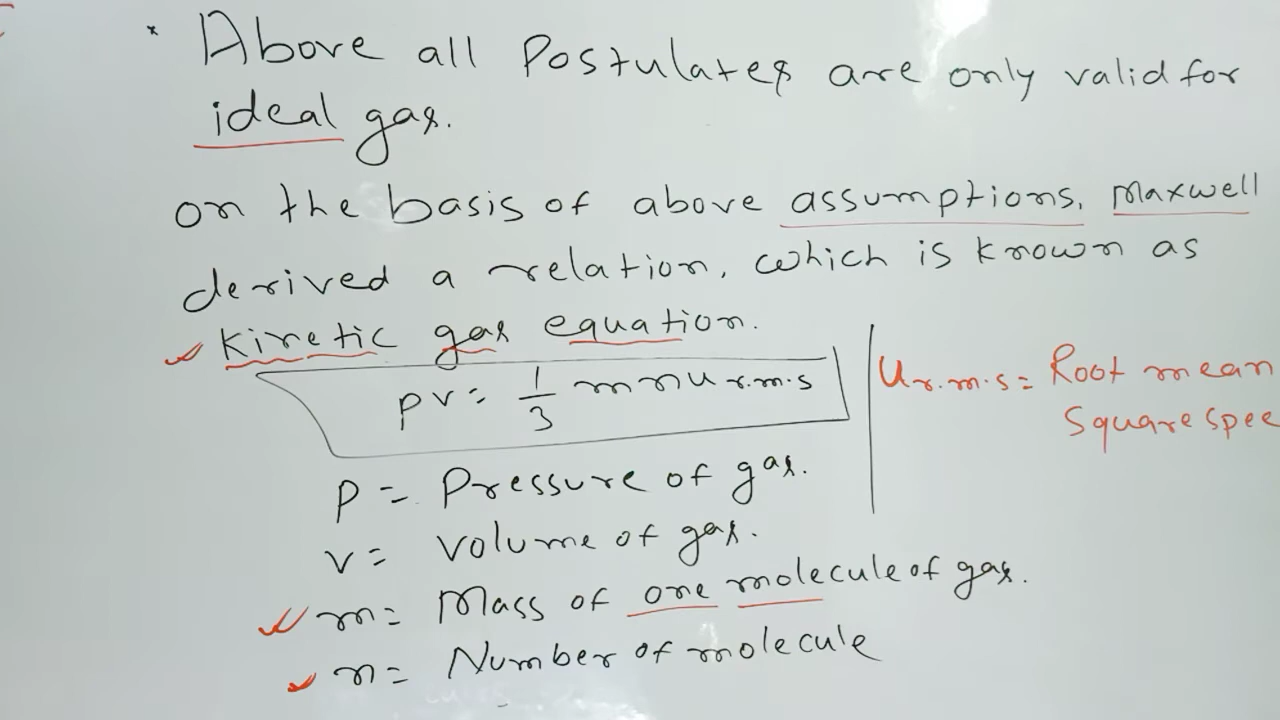 * Above all Postulates are only valid for
ideal gas.
on the basis of above assumptions, Maxwell
derived a relation, which is known as
Kinetic gas equation.
PV = 1/3 mnu r.m.s
Ur.m.s = Root mean
Square spee
P = Pressure of gas.
V = Volume of gas.
m = Mass of one molecule of gas.
n = Number of molecule